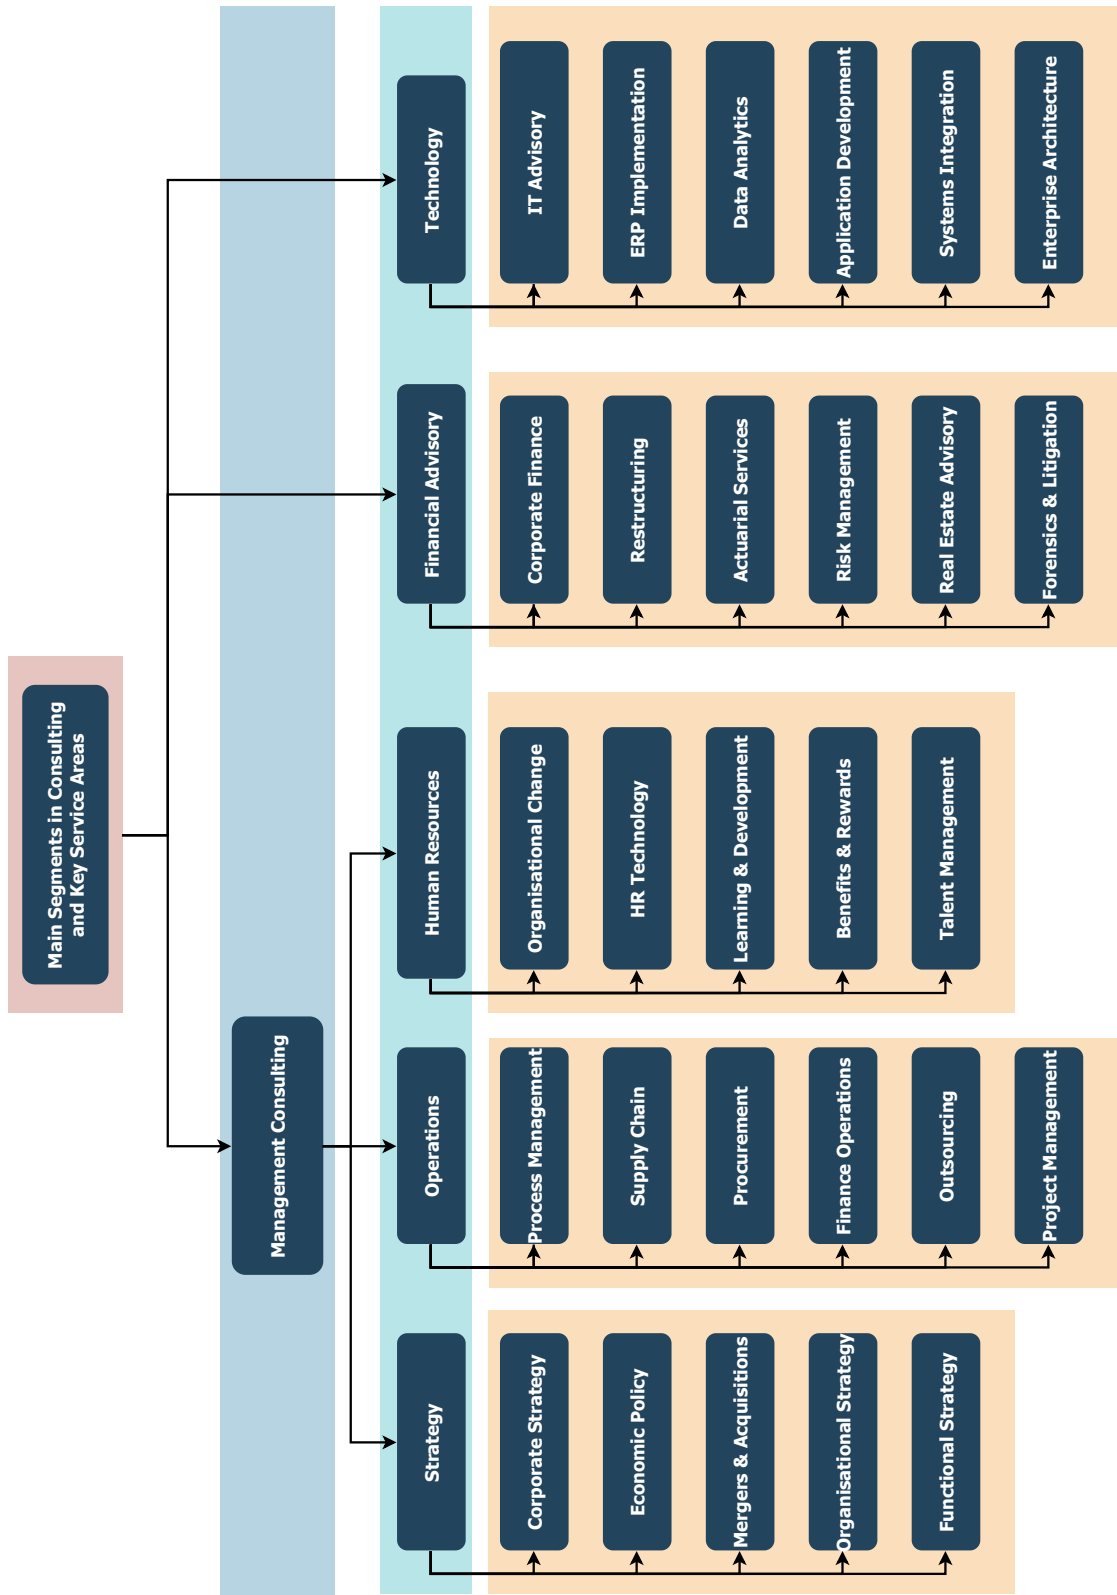 Main Segments in Consulting
and Key Service Areas
Management Consulting
Strategy
Operations
Human Resources
Financial Advisory
Technology
Corporate Strategy
Economic Policy
Mergers & Acquisitions
Organisational Strategy
Functional Strategy
Process Management
Supply Chain
Procurement
Finance Operations
Outsourcing
Project Management
Organisational Change
HR Technology
Learning & Development
Benefits & Rewards
Talent Management
Corporate Finance
Restructuring
Actuarial Services
Risk Management
Real Estate Advisory
Forensics & Litigation
IT Advisory
ERP Implementation
Data Analytics
Application Development
Systems Integration
Enterprise Architecture